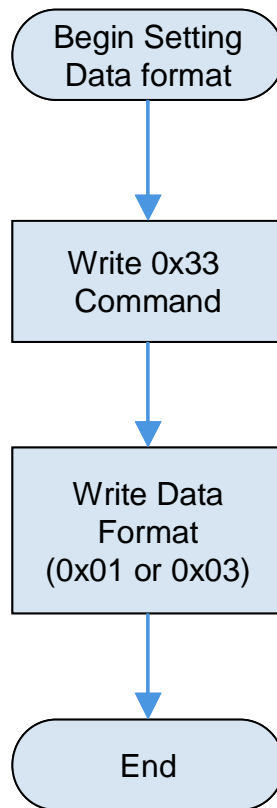 Begin Setting
Data format
Write 0x33
Command
Write Data
Format
(0x01 or 0x03)
End